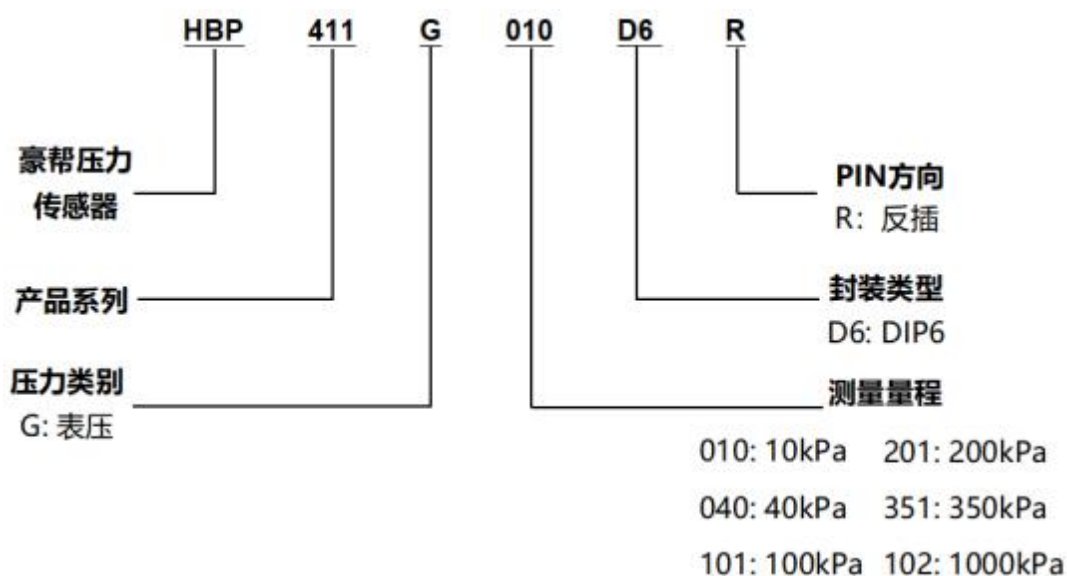 HBP 411 G 010 D6 R
豪帮压力
传感器
产品系列
压力类别
G: 表压
PIN方向
R: 反插
封装类型
D6: DIP6
测量量程
010: 10kPa 201: 200kPa
040: 40kPa 351: 350kPa
101: 100kPa 102: 1000kPa